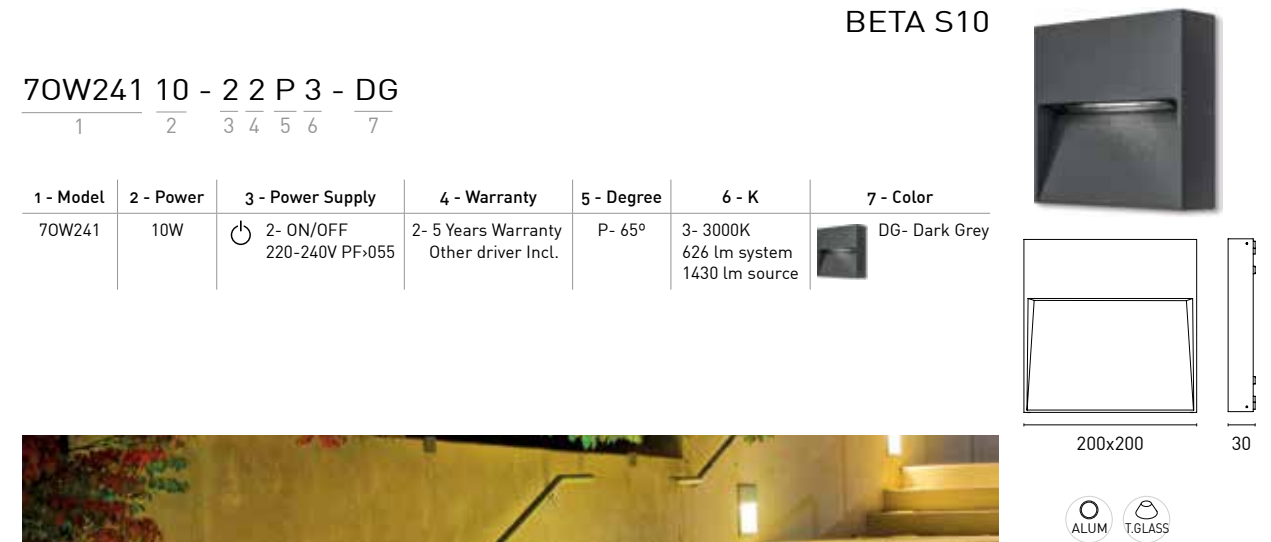 BETA S10
7OW241 10 - 2 2 P 3 - DG
1 2 3 4 5 6 7
1 - Model 2 - Power 3 - Power Supply 4 - Warranty 5 - Degree 6 - K 7 - Color
7OW241 10W 2- ON/OFF 2- 5 Years Warranty P- 65º 3- 3000K DG- Dark Grey
220-240V PF›055 Other driver Incl. 626 lm system
1430 lm source
200x200 30
ALUM T.GLASS